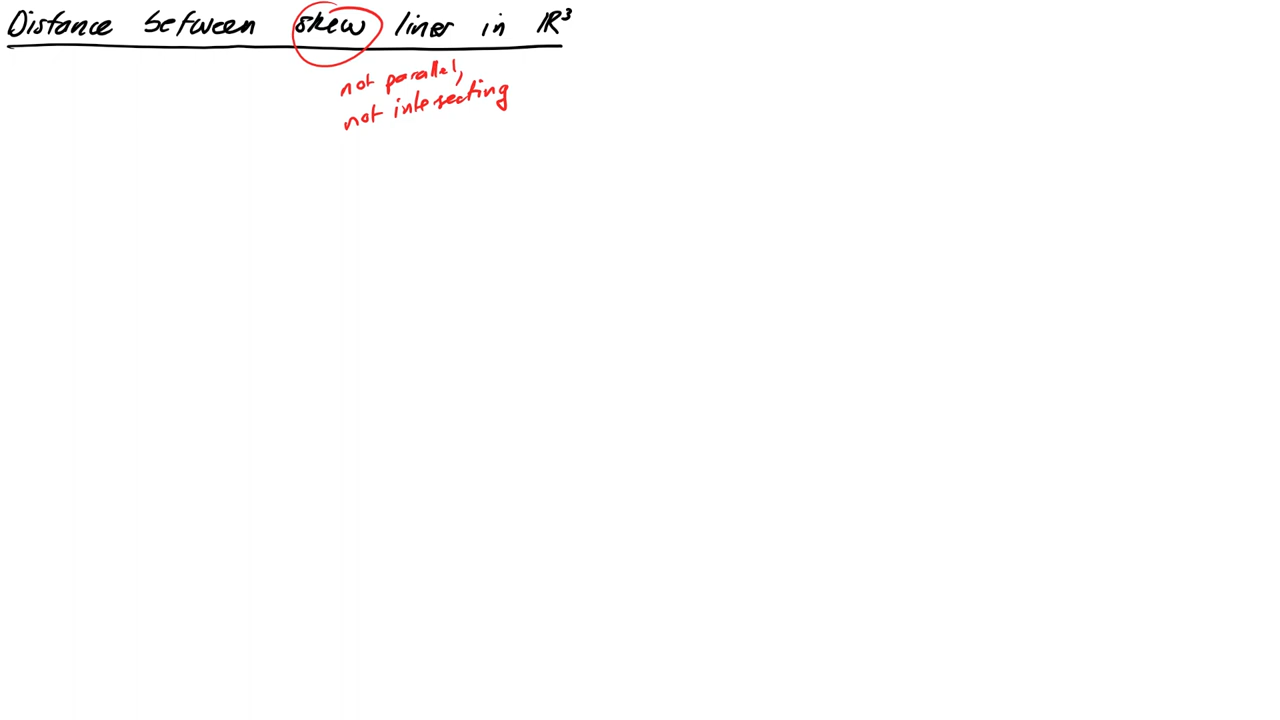 Distance between skew lines in ℝ³
not parallel,
not intersecting